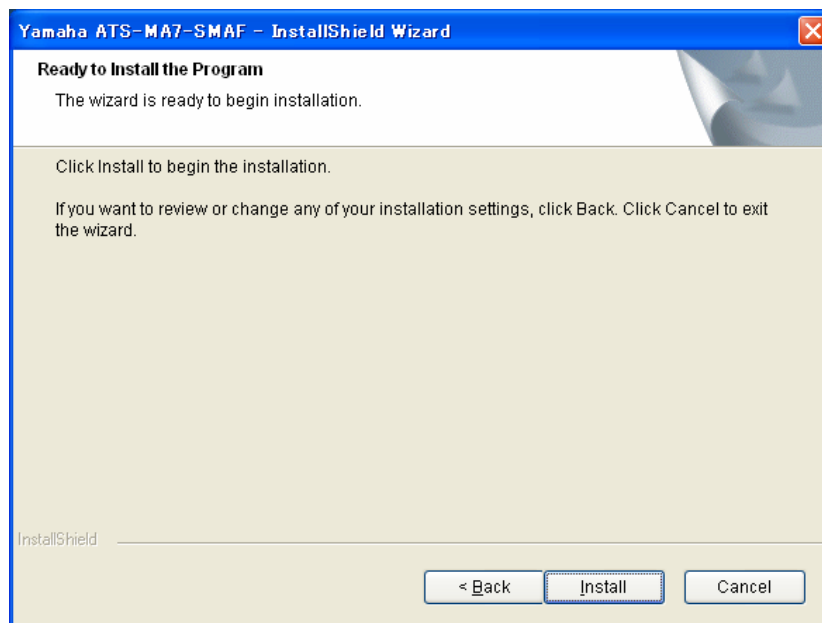 Yamaha ATS-MA7-SMAF - InstallShield Wizard
Ready to Install the Program
The wizard is ready to begin installation.
Click Install to begin the installation.
If you want to review or change any of your installation settings, click Back. Click Cancel to exit
the wizard.
InstallShield
< Back
Install
Cancel